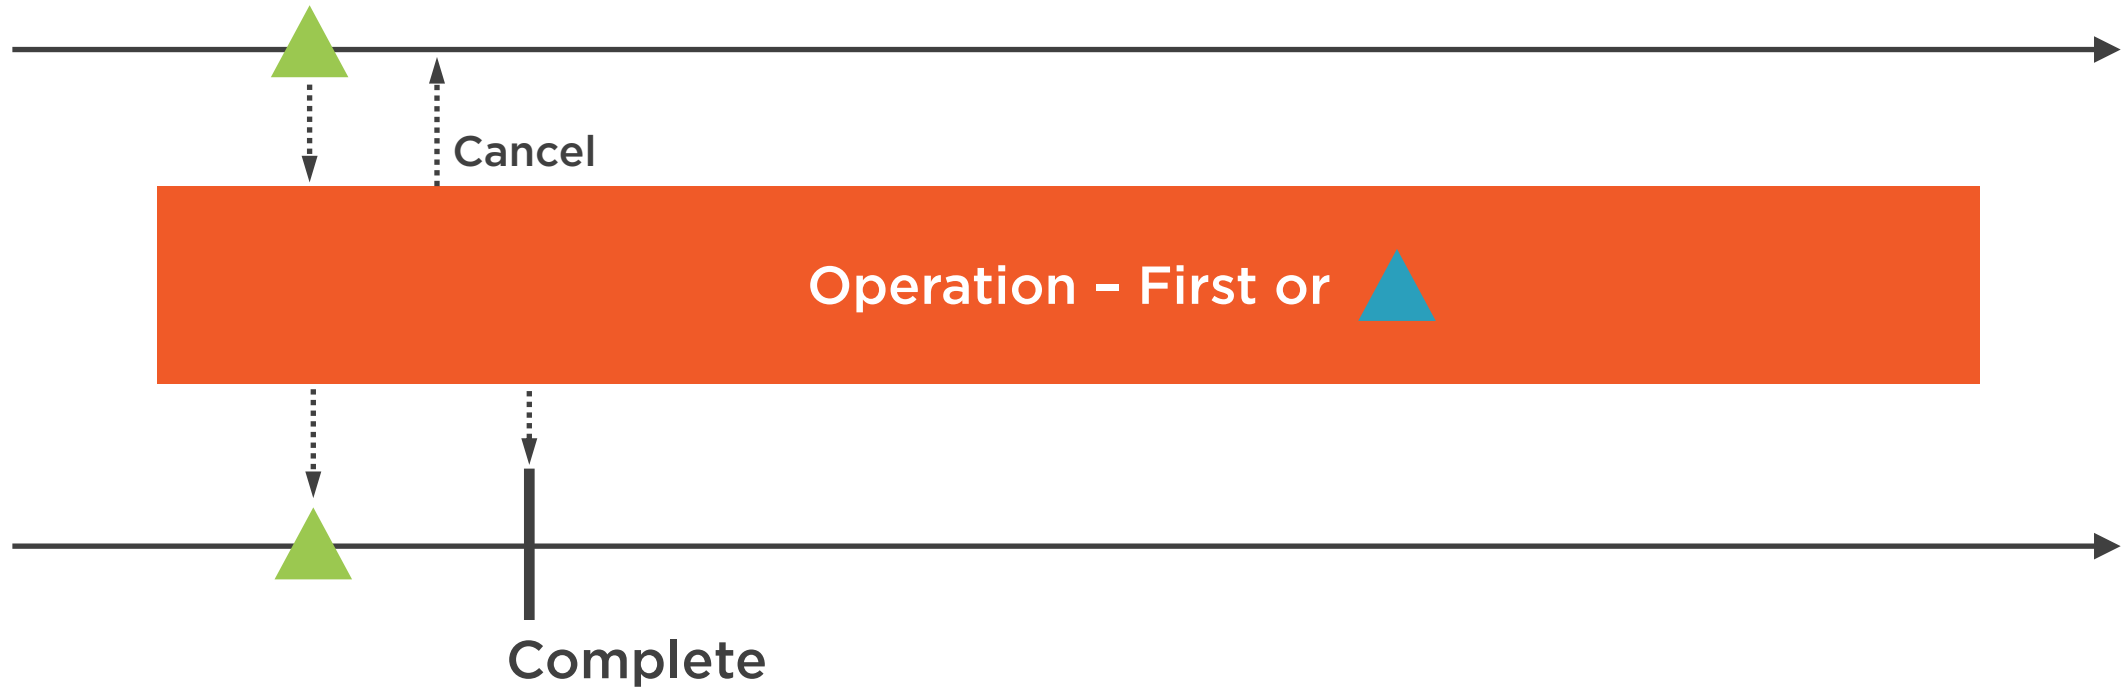 Cancel
Operation – First or
Complete